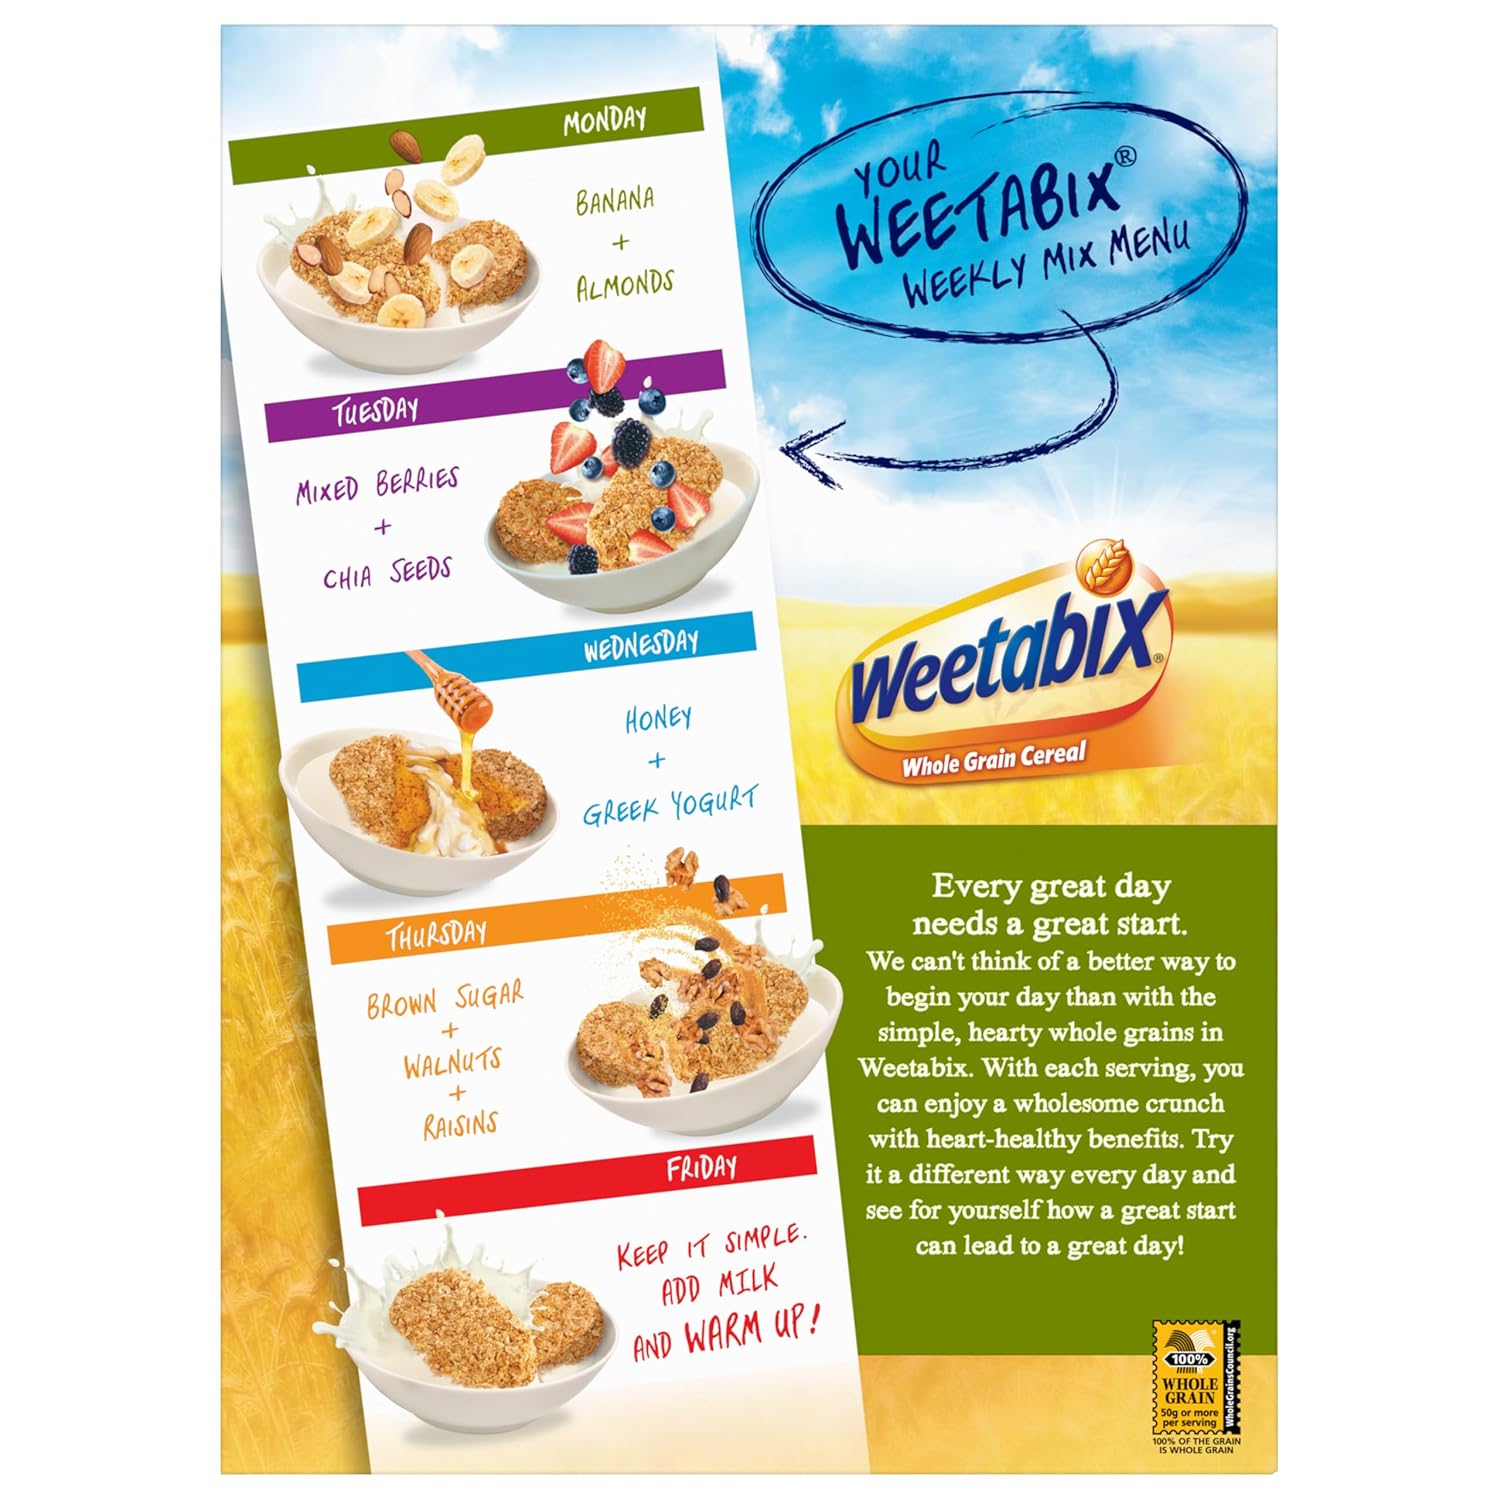 YOUR
WEETABIX®
WEEKLY MIX MENU
MONDAY
BANANA
+
ALMONDS
TUESDAY
MIXED BERRIES
+
CHIA SEEDS
WEDNESDAY
HONEY
+
GREEK YOGURT
THURSDAY
BROWN SUGAR
+
WALNUTS
+
RAISINS
FRIDAY
KEEP IT SIMPLE.
ADD MILK
AND WARM UP!
Weetabix®
Whole Grain Cereal
Every great day
needs a great start.
We can't think of a better way to
begin your day than with the
simple, hearty whole grains in
Weetabix. With each serving, you
can enjoy a wholesome crunch
with heart-healthy benefits. Try
it a different way every day and
see for yourself how a great start
can lead to a great day!
100%
WHOLE
GRAIN
50g or more
per serving
WholeGrainsCouncil.org
100% OF THE GRAIN
IS WHOLE GRAIN